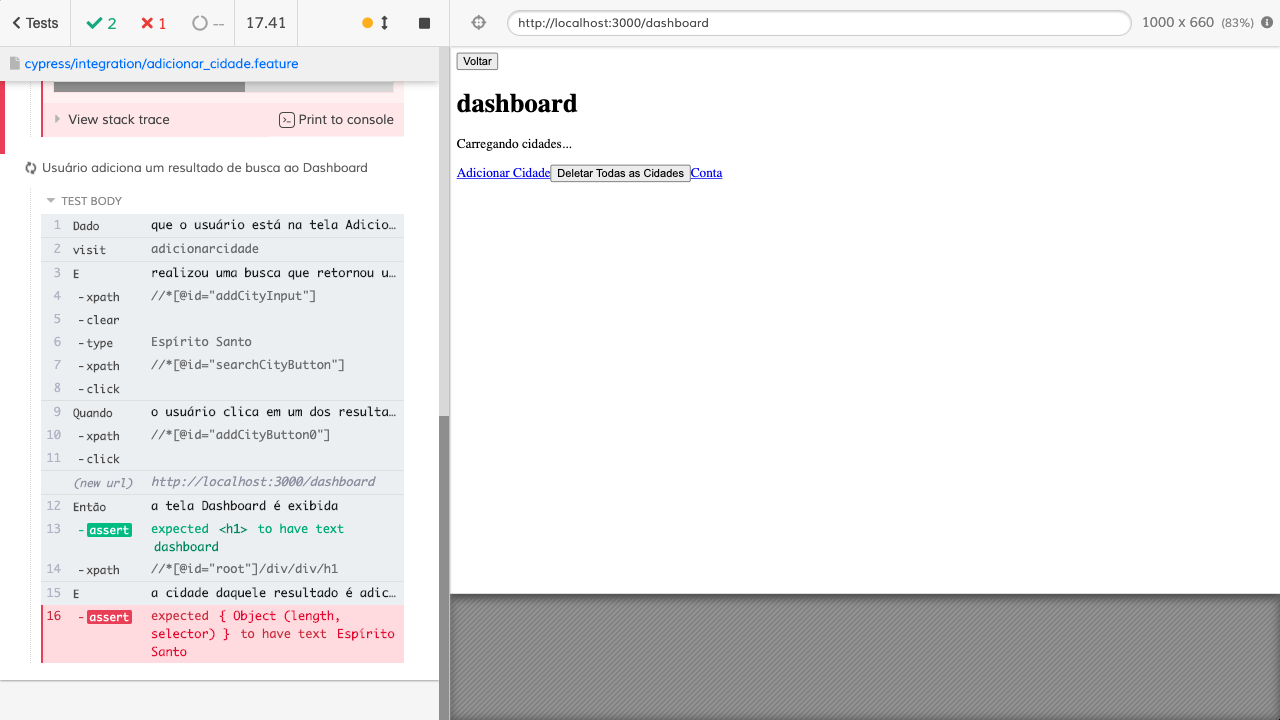 Tests
2
1
--
17.41
cypress/integration/adicionar_cidade.feature
View stack trace
Print to console
Usuário adiciona um resultado de busca ao Dashboard
TEST BODY
1 Dado que o usuário está na tela Adicio…
2 visit adicionarcidade
3 E realizou uma busca que retornou u…
4 -xpath //*[@id="addCityInput"]
5 -clear
6 -type Espírito Santo
7 -xpath //*[@id="searchCityButton"]
8 -click
9 Quando o usuário clica em um dos resulta…
10 -xpath //*[@id="addCityButton0"]
11 -click
(new url) http://localhost:3000/dashboard
12 Então a tela Dashboard é exibida
13 -assert expected <h1> to have text
dashboard
14 -xpath //*[@id="root"]/div/div/h1
15 E a cidade daquele resultado é adic…
16 -assert expected { Object (length,
selector) } to have text Espírito
Santo
http://localhost:3000/dashboard
1000 x 660 (83%)
Voltar
dashboard
Carregando cidades...
Adicionar Cidade Deletar Todas as Cidades Conta